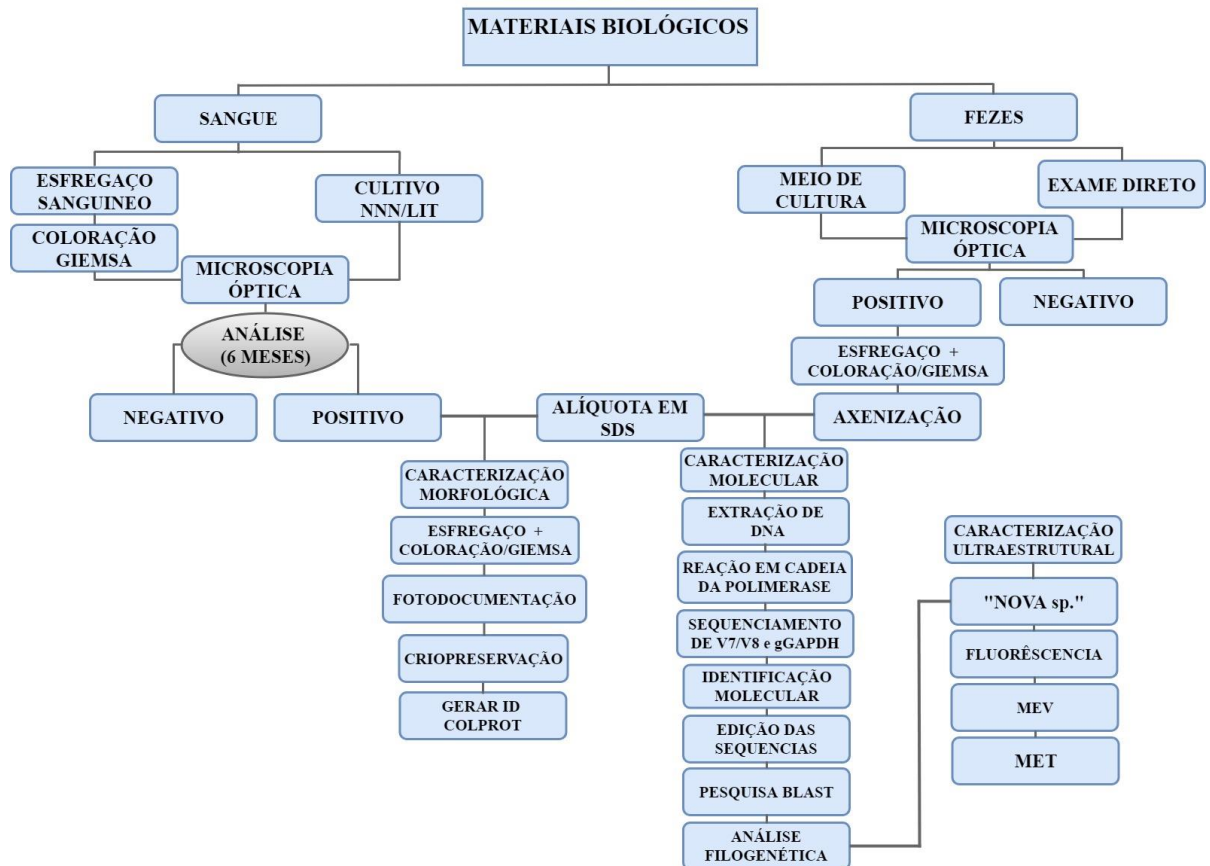 MATERIAIS BIOLÓGICOS
SANGUE
FEZES
ESFREGAÇO
SANGUINEO
CULTIVO
NNN/LIT
MEIO DE
CULTURA
EXAME DIRETO
COLORAÇÃO
GIEMSA
MICROSCOPIA
ÓPTICA
MICROSCOPIA
ÓPTICA
ANÁLISE
(6 MESES)
POSITIVO
NEGATIVO
ESFREGAÇO +
COLORAÇÃO/GIEMSA
NEGATIVO
POSITIVO
ALÍQUOTA EM
SDS
AXENIZAÇÃO
CARACTERIZAÇÃO
MORFOLÓGICA
ESFREGAÇO +
COLORAÇÃO/GIEMSA
FOTODOCUMENTAÇÃO
CRIOPRESERVAÇÃO
GERAR ID
COLPROT
CARACTERIZAÇÃO
MOLECULAR
EXTRAÇÃO DE
DNA
REAÇÃO EM CADEIA
DA POLIMERASE
SEQUENCIAMENTO
DE V7/V8 e gGAPDH
IDENTIFICAÇÃO
MOLECULAR
EDIÇÃO DAS
SEQUENCIAS
PESQUISA BLAST
ANÁLISE
FILOGENÉTICA
CARACTERIZAÇÃO
ULTRAESTRUTURAL
"NOVA sp."
FLUORÊSCENCIA
MEV
MET